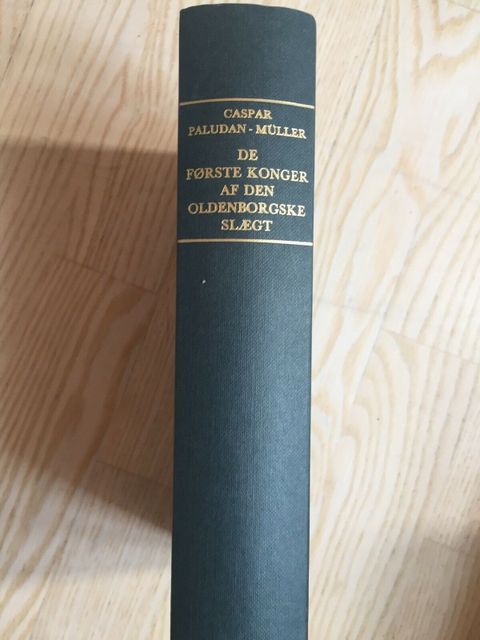 CASPAR
PALUDAN-MÜLLER
DE
FØRSTE KONGER
AF DEN
OLDENBORGSKE
SLÆGT